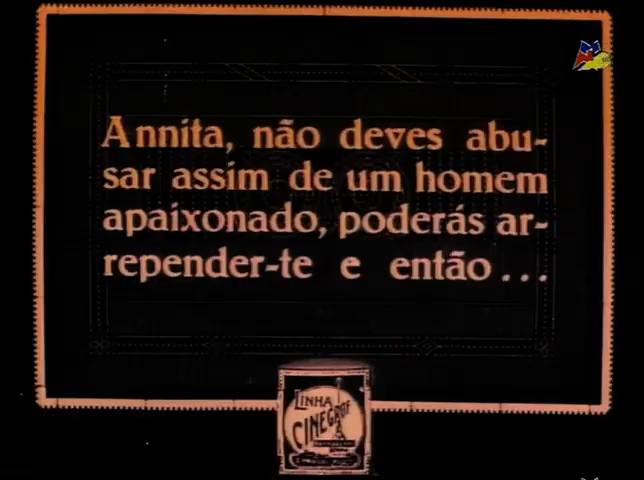 Annita, não deves abu-
sar assim de um homem
apaixonado, poderás ar-
repender-te e então...
LINHA
CINEGRAF